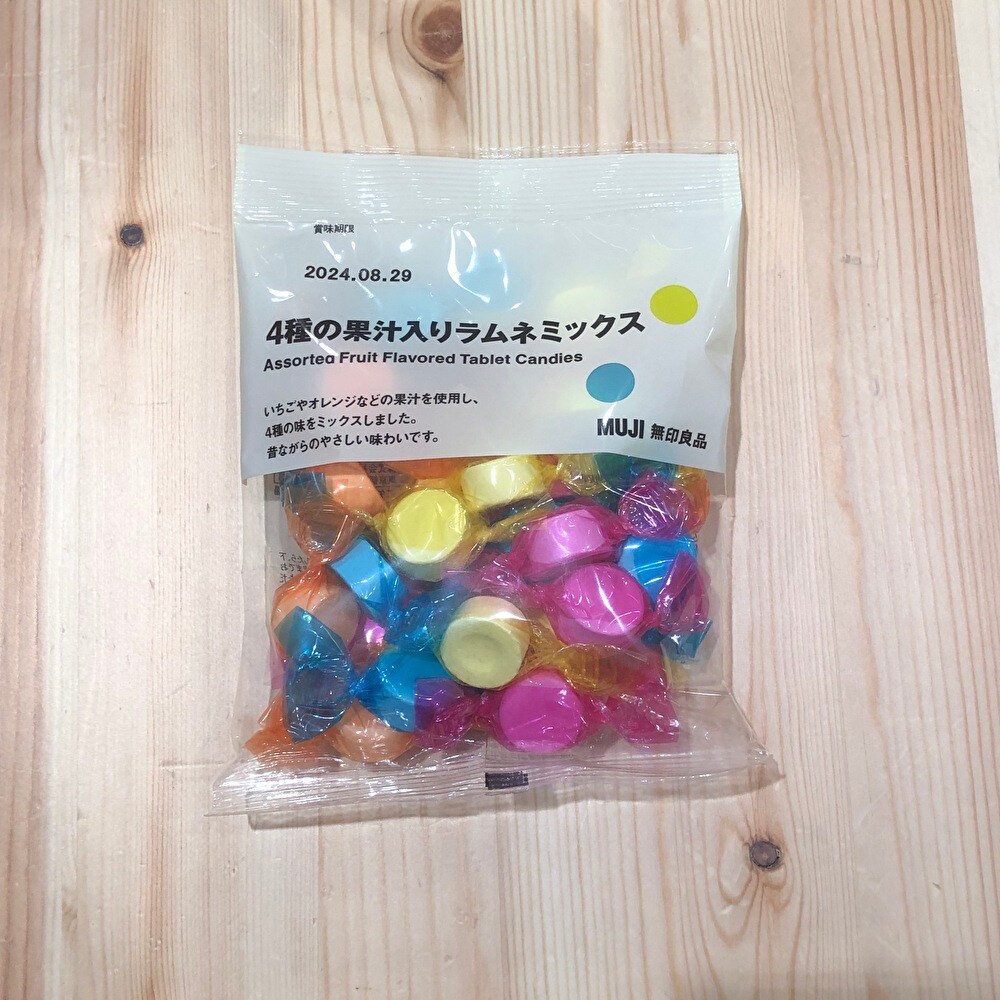 賞味期限
2024.08.29
4種の果汁入りラムネミックス
Assorted Fruit Flavored Tablet Candies
いちごやオレンジなどの果汁を使用し、
4種の味をミックスしました。
昔ながらのやさしい味わいです。
MUJI 無印良品